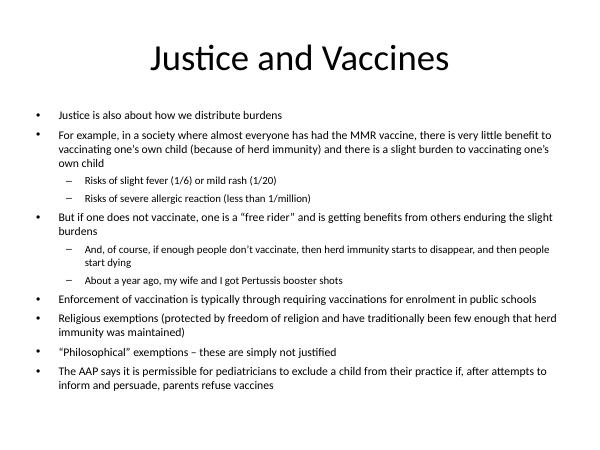 Justice and Vaccines
• Justice is also about how we distribute burdens
• For example, in a society where almost everyone has had the MMR vaccine, there is very little benefit to
vaccinating one’s own child (because of herd immunity) and there is a slight burden to vaccinating one’s
own child
– Risks of slight fever (1/6) or mild rash (1/20)
– Risks of severe allergic reaction (less than 1/million)
• But if one does not vaccinate, one is a “free rider” and is getting benefits from others enduring the slight
burdens
– And, of course, if enough people don’t vaccinate, then herd immunity starts to disappear, and then people
start dying
– About a year ago, my wife and I got Pertussis booster shots
• Enforcement of vaccination is typically through requiring vaccinations for enrolment in public schools
• Religious exemptions (protected by freedom of religion and have traditionally been few enough that herd
immunity was maintained)
• “Philosophical” exemptions – these are simply not justified
• The AAP says it is permissible for pediatricians to exclude a child from their practice if, after attempts to
inform and persuade, parents refuse vaccines